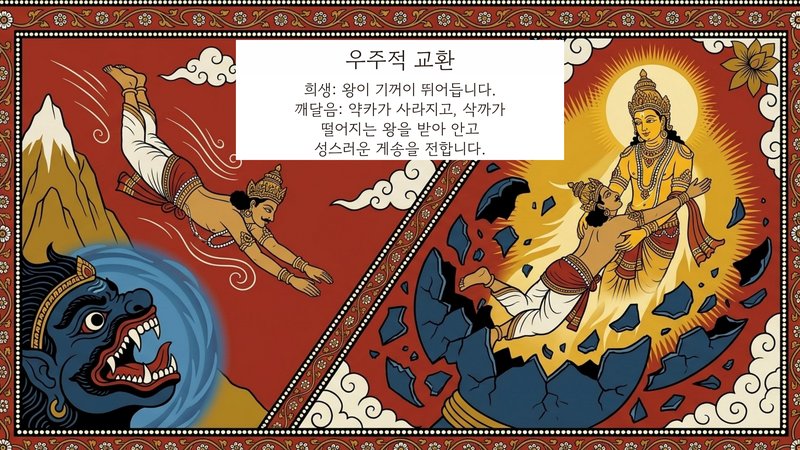 우주적 교환
희생: 왕이 기꺼이 뛰어듭니다.
깨달음: 약카가 사라지고, 삭까가
떨어지는 왕을 받아 안고
성스러운 게송을 전합니다.